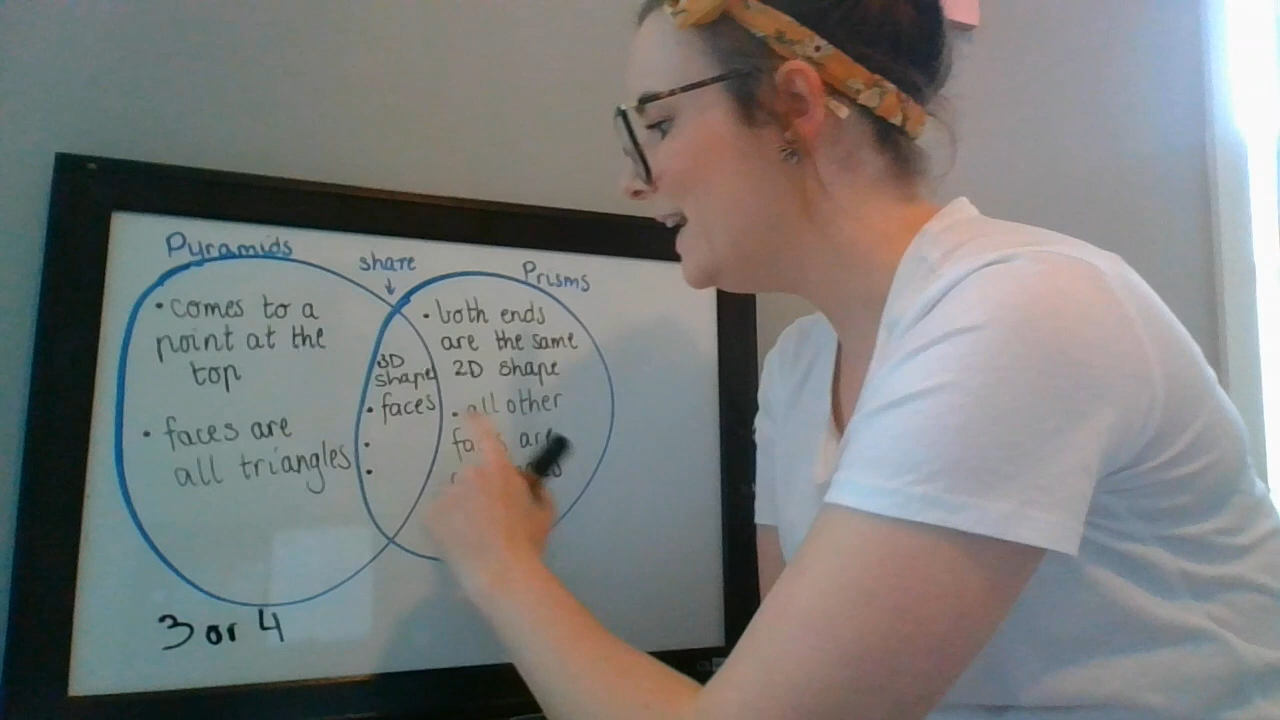 Pyramids
• comes to a
point at the
top
• faces are
all triangles
share
↓
3D
shape
• faces
•
•
Prisms
• both ends
are the same
2D shape
• all other
are
3 or 4